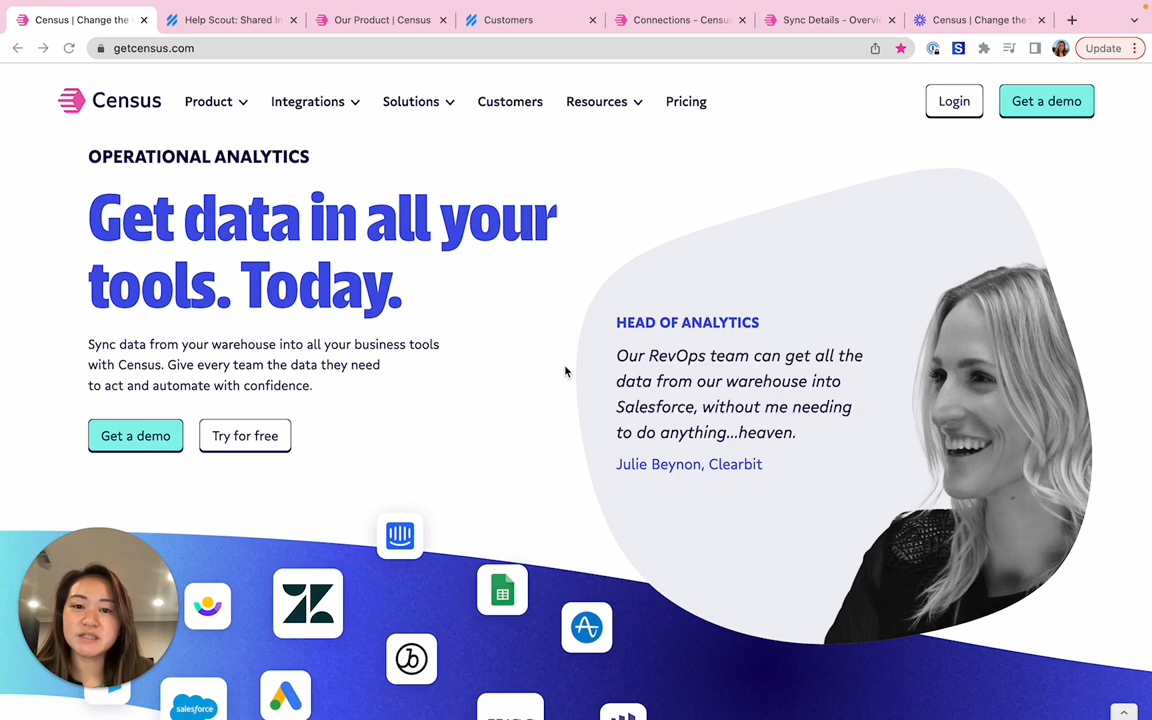 Census | Change the
Help Scout: Shared In
Our Product | Census
Customers
Connections - Census
Sync Details - Overvie
Census | Change the
getcensus.com
Update
Census
Product
Integrations
Solutions
Customers
Resources
Pricing
Login
Get a demo
OPERATIONAL ANALYTICS
Get data in all your
tools. Today.
Sync data from your warehouse into all your business tools
with Census. Give every team the data they need
to act and automate with confidence.
Get a demo
Try for free
HEAD OF ANALYTICS
Our RevOps team can get all the
data from our warehouse into
Salesforce, without me needing
to do anything...heaven.
Julie Beynon, Clearbit
salesforce